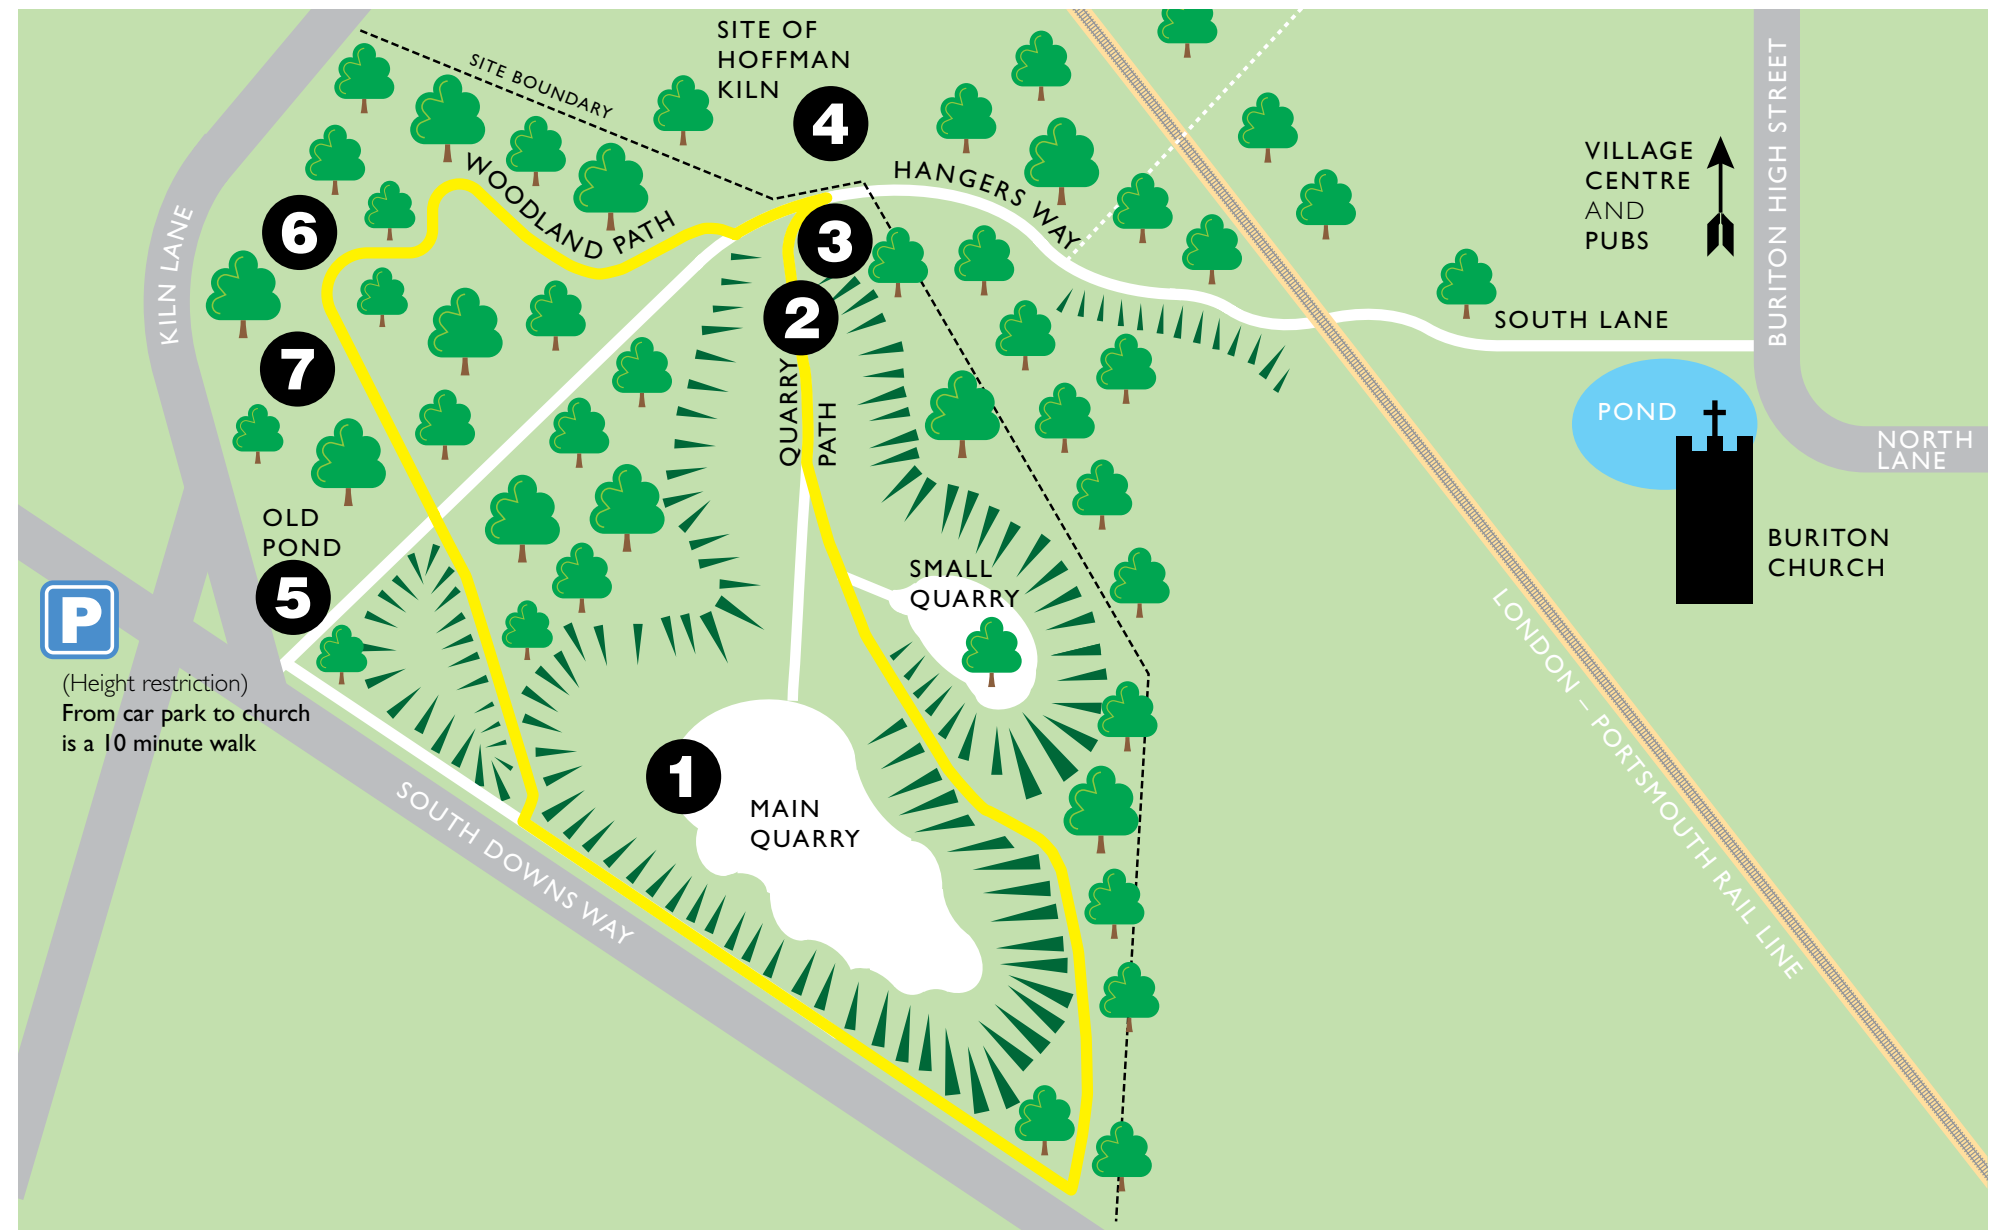 SITE OF
HOFFMAN
KILN
4
SITE BOUNDARY
WOODLAND PATH
HANGERS WAY
3
2
QUARRY
PATH
6
7
KILN LANE
OLD
POND
5
P
(Height restriction)
From car park to church
is a 10 minute walk
SOUTH DOWNS WAY
1
MAIN
QUARRY
SMALL
QUARRY
VILLAGE
CENTRE
AND
PUBS
BURITON HIGH STREET
SOUTH LANE
POND
NORTH
LANE
BURITON
CHURCH
LONDON – PORTSMOUTH RAIL LINE